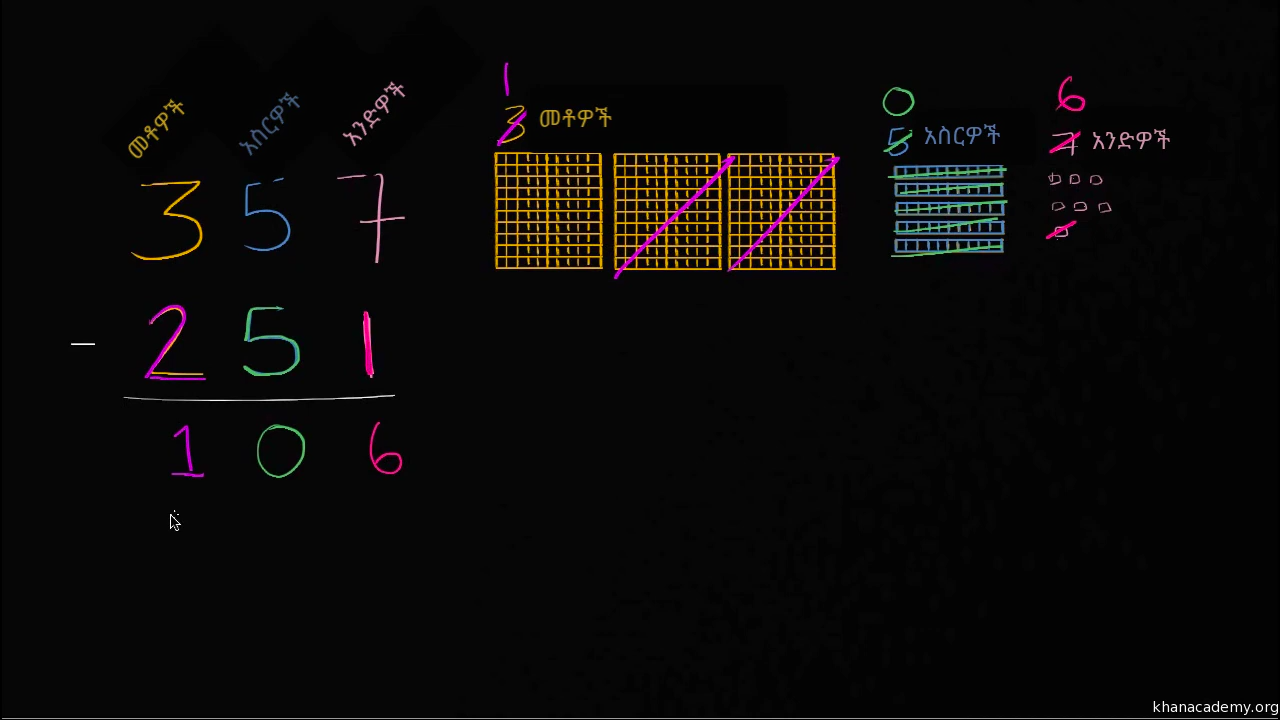 መቶዎች አስርዎች አንድዎች
3 5 7
- 2 5 1
1 0 6
1
3 መቶዎች
0
5 አስርዎች
6
7 አንድዎች
khanacademy.org